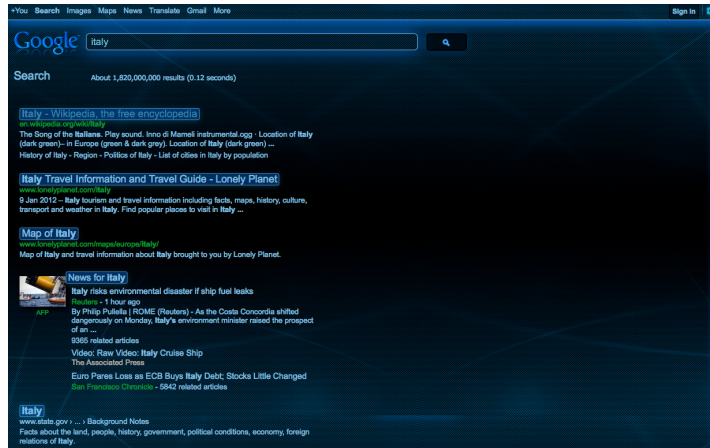 +You Search Images Maps News Translate Gmail More Sign in
Google italy
Search About 1,820,000,000 results (0.12 seconds)
Italy - Wikipedia, the free encyclopedia
en.wikipedia.org/wiki/Italy
The Song of the Italians. Play sound. Inno di Mameli instrumental.ogg · Location of Italy
(dark green)– in Europe (green & dark grey). Location of Italy (dark green) ...
History of Italy - Region - Politics of Italy - List of cities in Italy by population
Italy Travel Information and Travel Guide - Lonely Planet
www.lonelyplanet.com/italy
9 Jan 2012 – Italy tourism and travel information including facts, maps, history, culture,
transport and weather in Italy. Find popular places to visit in Italy ...
Map of Italy
www.lonelyplanet.com/maps/europe/italy/
Map of Italy and travel information about Italy brought to you by Lonely Planet.
News for Italy
Italy risks environmental disaster if ship fuel leaks
Reuters - 1 hour ago
AFP
By Philip Pullella | ROME (Reuters) - As the Costa Concordia shifted
dangerously on Monday, Italy's environment minister raised the prospect
of an ...
9365 related articles
Video: Raw Video: Italy Cruise Ship
The Associated Press
Euro Pares Loss as ECB Buys Italy Debt; Stocks Little Changed
San Francisco Chronicle - 5842 related articles
Italy
www.state.gov › ... › Background Notes
Facts about the land, people, history, government, political conditions, economy, foreign
relations of Italy.